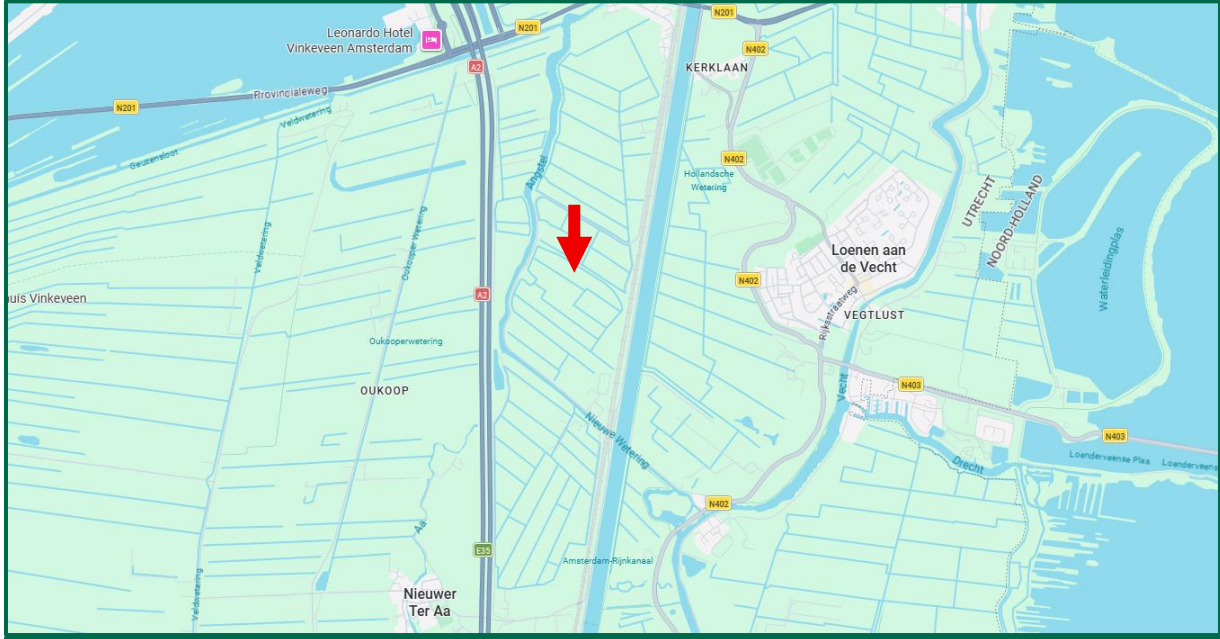 N201
Leonardo Hotel
Vinkeveen Amsterdam
N201
N402
KERKLAAN
A2
Provincialeweg
N201
Veldwetering
Geuzensloot
N402
Angstel
Hollandsche
Wetering
UTRECHT
NOORD-HOLLAND
Veldwetering
Oukooper Wetering
Loenen aan
de Vecht
Waterleidingplas
N402
A2
uis Vinkeveen
Rijksstraatweg
VEGTLUST
Oukooperwetering
OUKOOP
Vecht
N403
Nieuwe Wetering
N403
Loenderveense Plas
Loenderveens
Drecht
N402
Aa
E35
Amsterdam-Rijnkanaal
Veldwetering
Nieuwer
Ter Aa